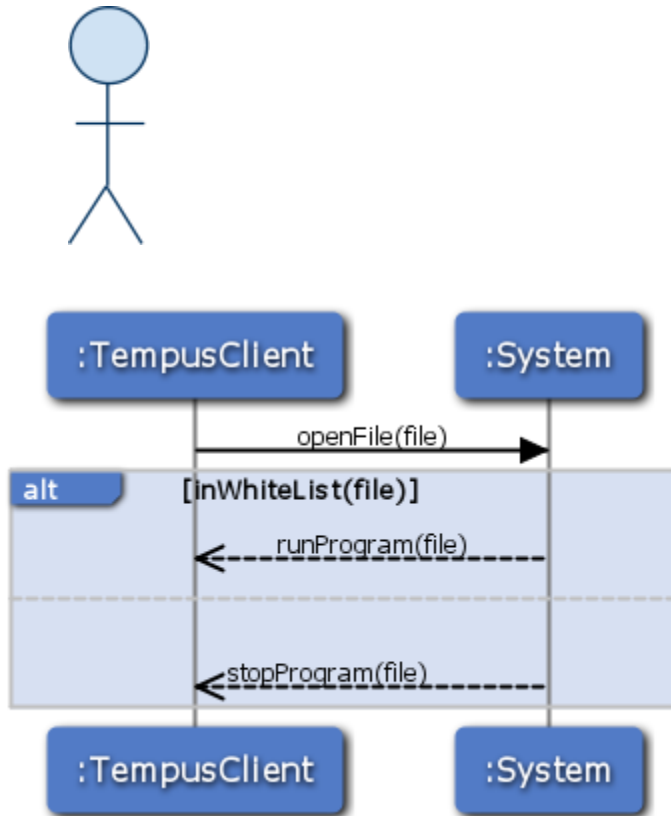 :TempusClient
:System
openFile(file)
alt
[inWhiteList(file)]
runProgram(file)
stopProgram(file)
:TempusClient
:System